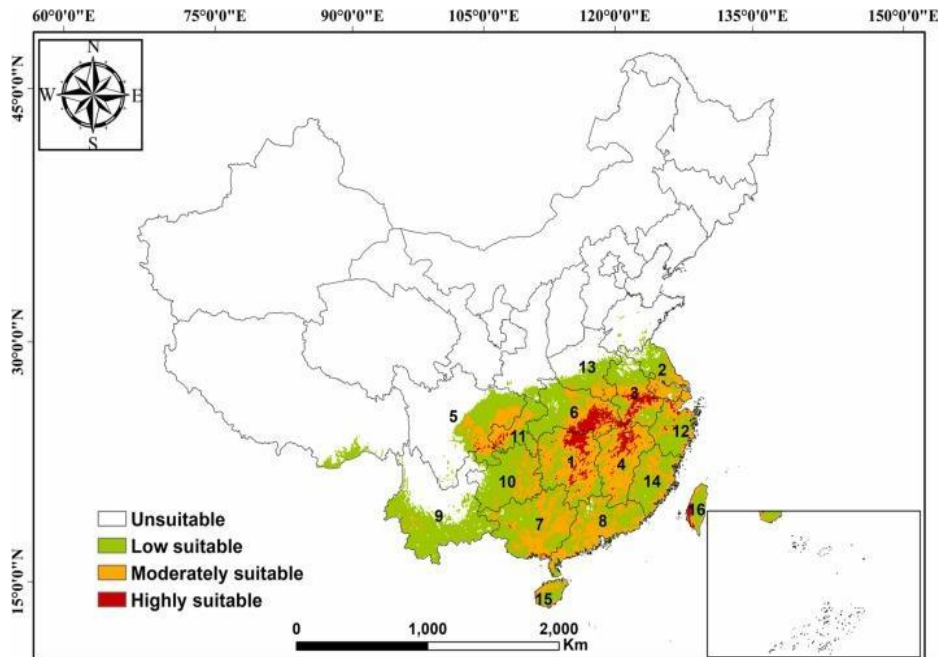 60°0'0"E 75°0'0"E 90°0'0"E 105°0'0"E 120°0'0"E 135°0'0"E 150°0'0"E
45°0'0"N
30°0'0"N
15°0'0"N
N
W E
S
13
2
3
5
6
11
12
1
4
10
14
9
16
7
8
15
Unsuitable
Low suitable
Moderately suitable
Highly suitable
0 1,000 2,000
Km